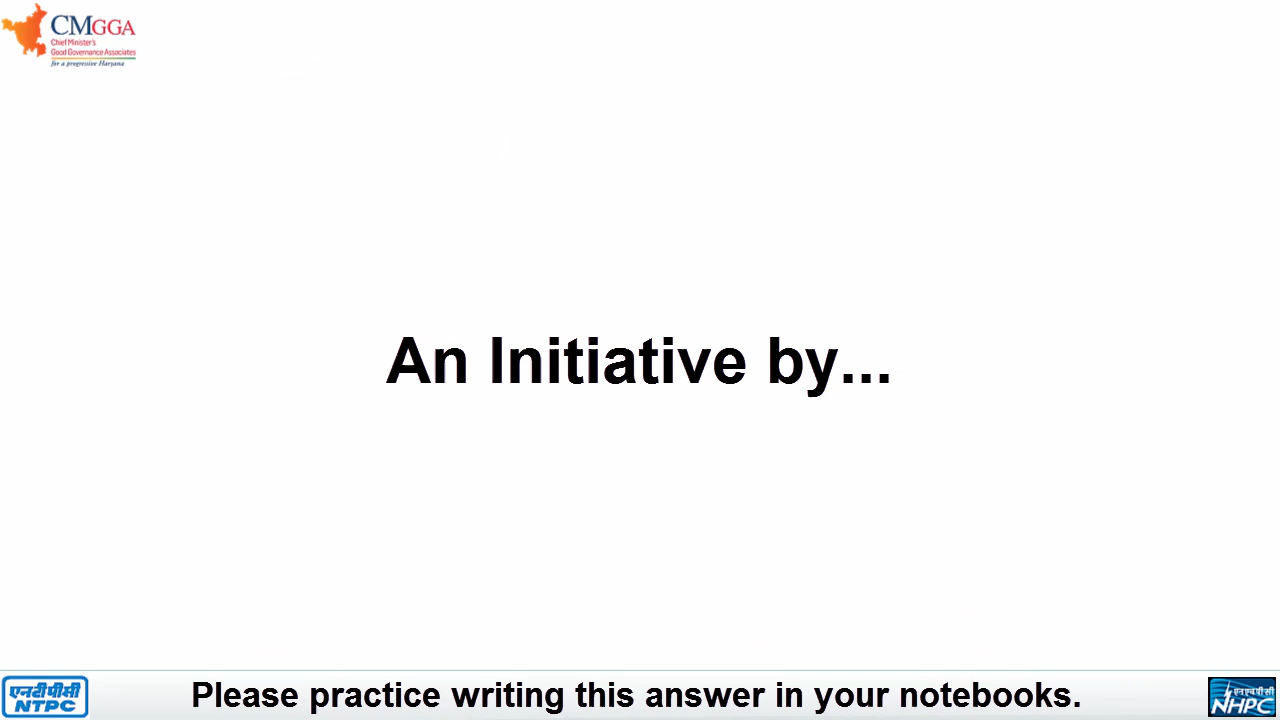 CMGGA
Chief Minister's
Good Governance Associates
for a progressive Haryana
An Initiative by...
एनटीपीसी
NTPC
Please practice writing this answer in your notebooks.
एनएचपीसी
NHPC